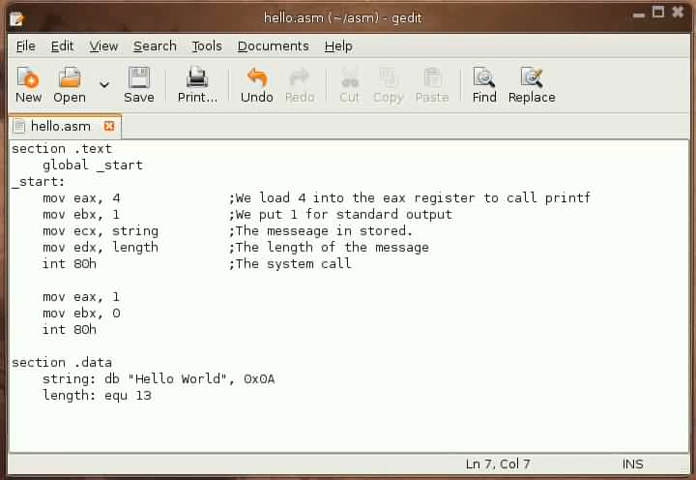 hello.asm (~/asm) - gedit
File Edit View Search Tools Documents Help
New Open Save Print... Undo Redo Cut Copy Paste Find Replace
hello.asm
section .text
    global _start
_start:
    mov eax, 4              ;We load 4 into the eax register to call printf
    mov ebx, 1              ;We put 1 for standard output
    mov ecx, string         ;The messeage in stored.
    mov edx, length         ;The length of the message
    int 80h                 ;The system call
    mov eax, 1
    mov ebx, 0
    int 80h
section .data
    string: db "Hello World", 0x0A
    length: equ 13
Ln 7, Col 7 INS